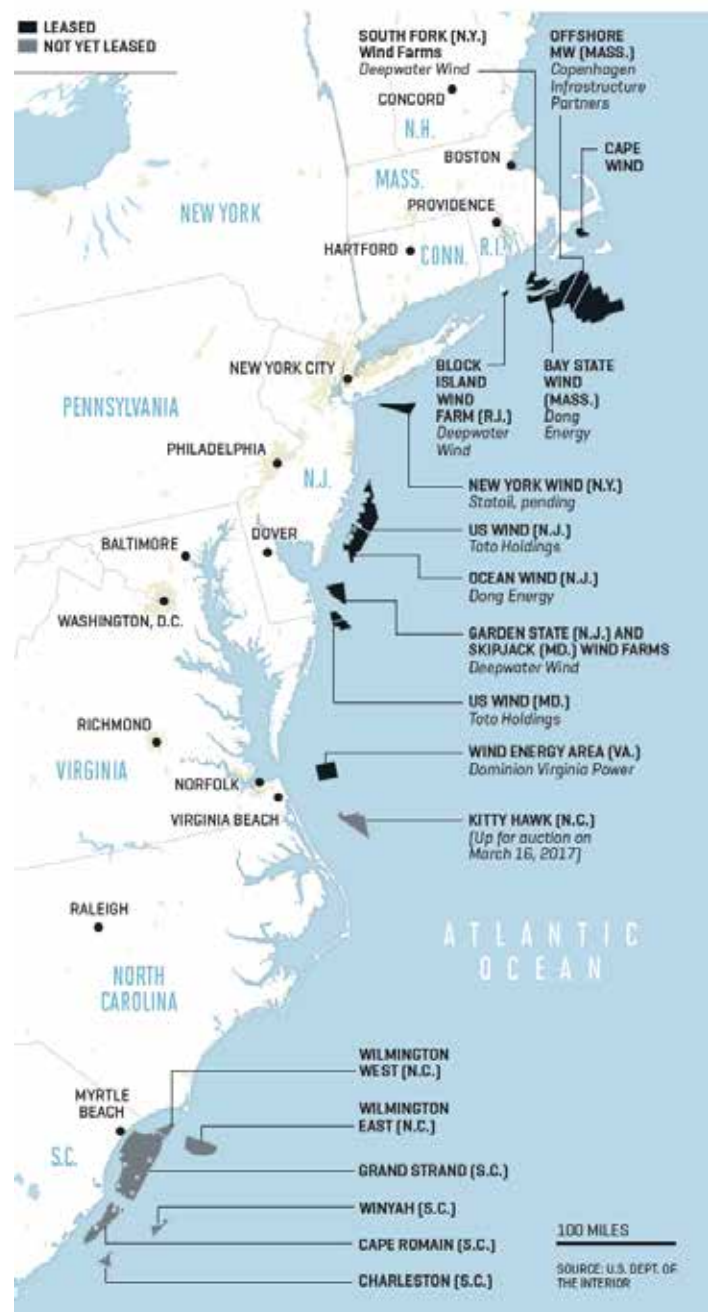 LEASED
NOT YET LEASED
SOUTH FORK (N.Y.)
Wind Farms
Deepwater Wind
OFFSHORE
MW (MASS.)
Copenhagen
Infrastructure
Partners
CONCORD
N.H.
CAPE
WIND
BOSTON
MASS.
NEW YORK
PROVIDENCE
HARTFORD
CONN.
R.I.
NEW YORK CITY
BLOCK
ISLAND
WIND
FARM (R.I.)
Deepwater
Wind
BAY STATE
WIND
(MASS.)
Dong
Energy
PENNSYLVANIA
PHILADELPHIA
N.J.
NEW YORK WIND (N.Y.)
Statoil, pending
US WIND (N.J.)
Toto Holdings
DOVER
BALTIMORE
OCEAN WIND (N.J.)
Dong Energy
WASHINGTON, D.C.
GARDEN STATE (N.J.) AND
SKIPJACK (MD.) WIND FARMS
Deepwater Wind
US WIND (MD.)
Toto Holdings
RICHMOND
VIRGINIA
WIND ENERGY AREA (VA.)
Dominion Virginia Power
NORFOLK
VIRGINIA BEACH
KITTY HAWK (N.C.)
(Up for auction on
March 16, 2017)
RALEIGH
ATLANTIC
OCEAN
NORTH
CAROLINA
WILMINGTON
WEST (N.C.)
MYRTLE
BEACH
WILMINGTON
EAST (N.C.)
S.C.
GRAND STRAND (S.C.)
WINYAH (S.C.)
CAPE ROMAIN (S.C.)
CHARLESTON (S.C.)
100 MILES
SOURCE: U.S. DEPT. OF
THE INTERIOR